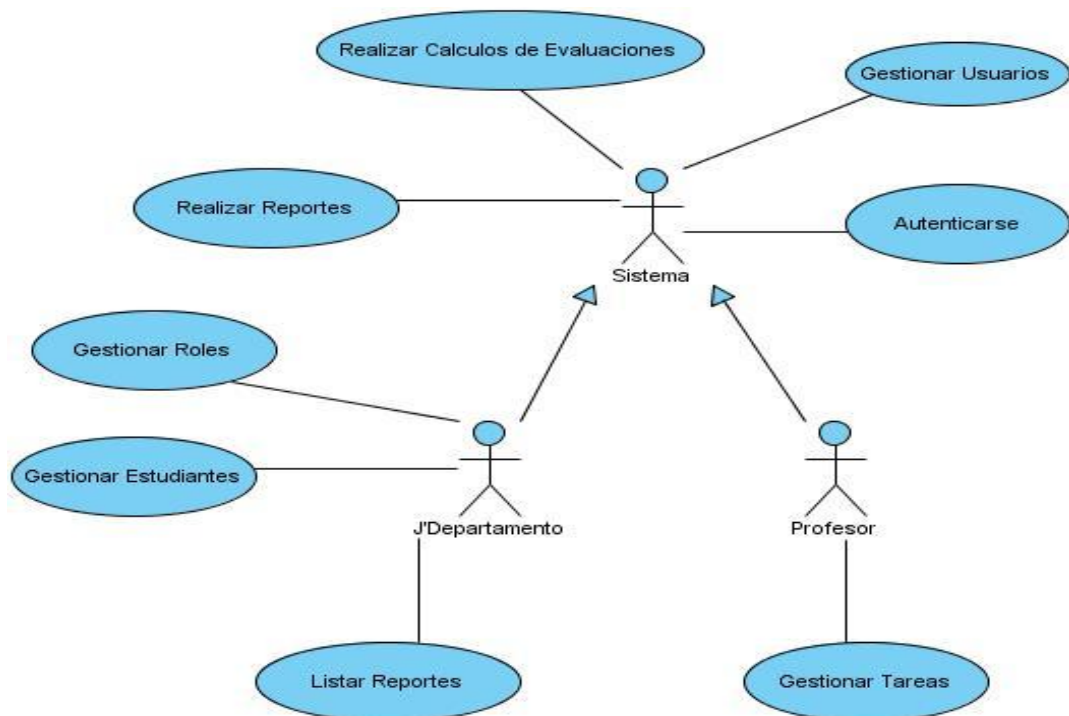 Realizar Calculos de Evaluaciones
Gestionar Usuarios
Realizar Reportes
Autenticarse
Sistema
Gestionar Roles
Gestionar Estudiantes
J'Departamento
Profesor
Listar Reportes
Gestionar Tareas